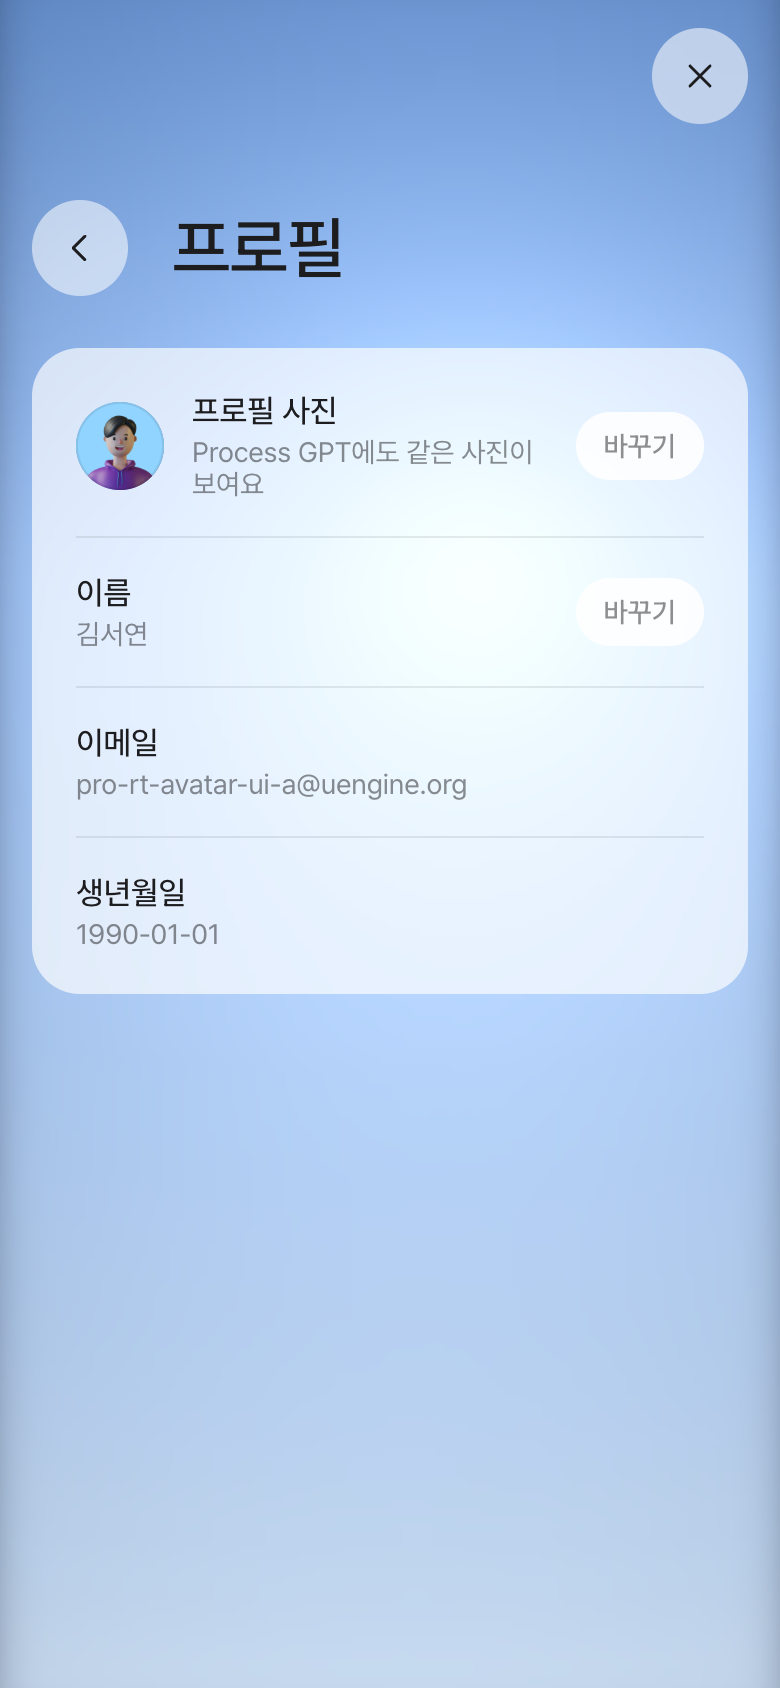 프로필
프로필 사진
Process GPT에도 같은 사진이
보여요
바꾸기
이름
김서연
바꾸기
이메일
pro-rt-avatar-ui-a@uengine.org
생년월일
1990-01-01